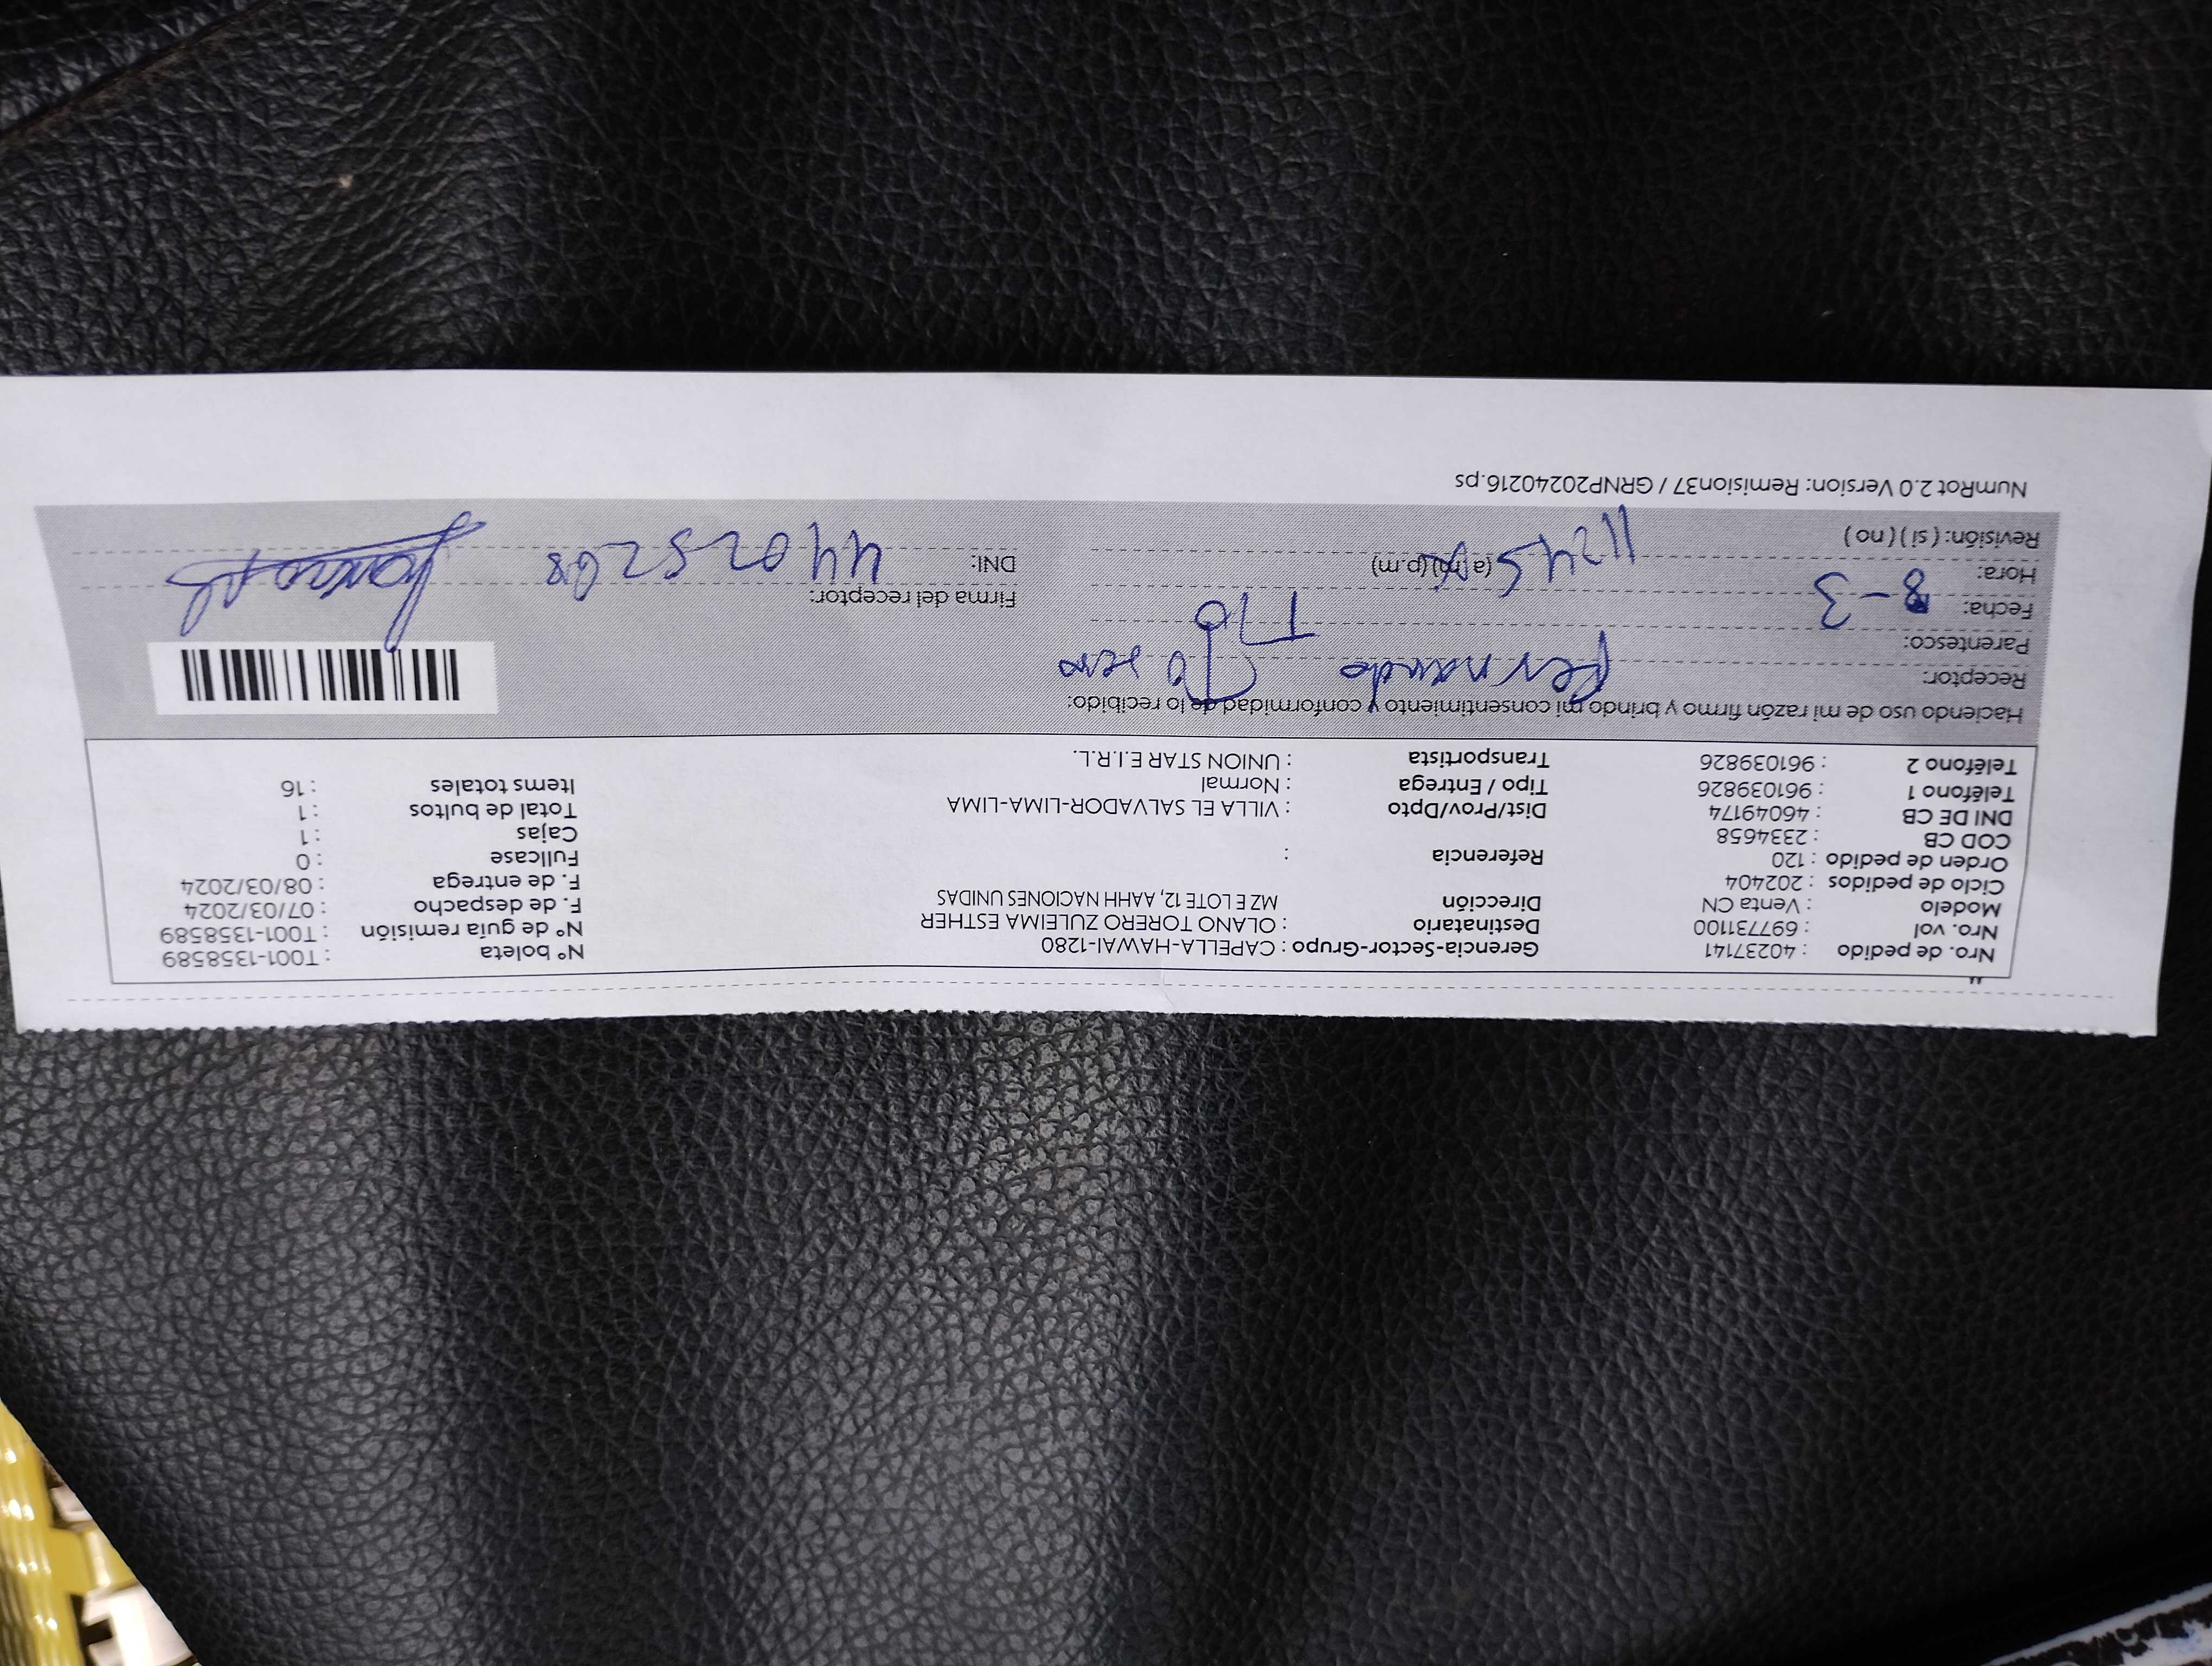 Nro. de pedido : 40237141 Gerencia-Sector-Grupo : CAPELLA-HAWAI-1280 N° boleta : T001-1358589
Nro. vol : 697731100 Destinatario : OLANO TORERO ZULEIMA ESTHER N° de guía remisión : T001-1358589
Modelo : Venta CN Dirección MZ E LOTE 12, AAHH NACIONES UNIDAS F. de despacho : 07/03/2024
Ciclo de pedidos : 202404 F. de entrega : 08/03/2024
Orden de pedido : 120 Referencia : Fullcase : 0
COD CB : 2334658 Cajas : 1
DNI DE CB : 46049174 Dist/Prov/Dpto : VILLA EL SALVADOR-LIMA-LIMA Total de bultos : 1
Teléfono 1 : 961039826 Tipo / Entrega : Normal Items totales : 16
Teléfono 2 : 961039826 Transportista : UNION STAR E.I.R.L.
Haciendo uso de mi razón firmo y brindo mi consentimiento y conformidad de lo recibido:
Receptor: Fernando
Parentesco: TIO
Fecha: 8-3 Firma del receptor:
Hora: 11:245 (a.m)(p.m) DNI:
Revisión: ( si ) ( no )
NumRot 2.0 Version: Remision37 / GRNP20240216.ps